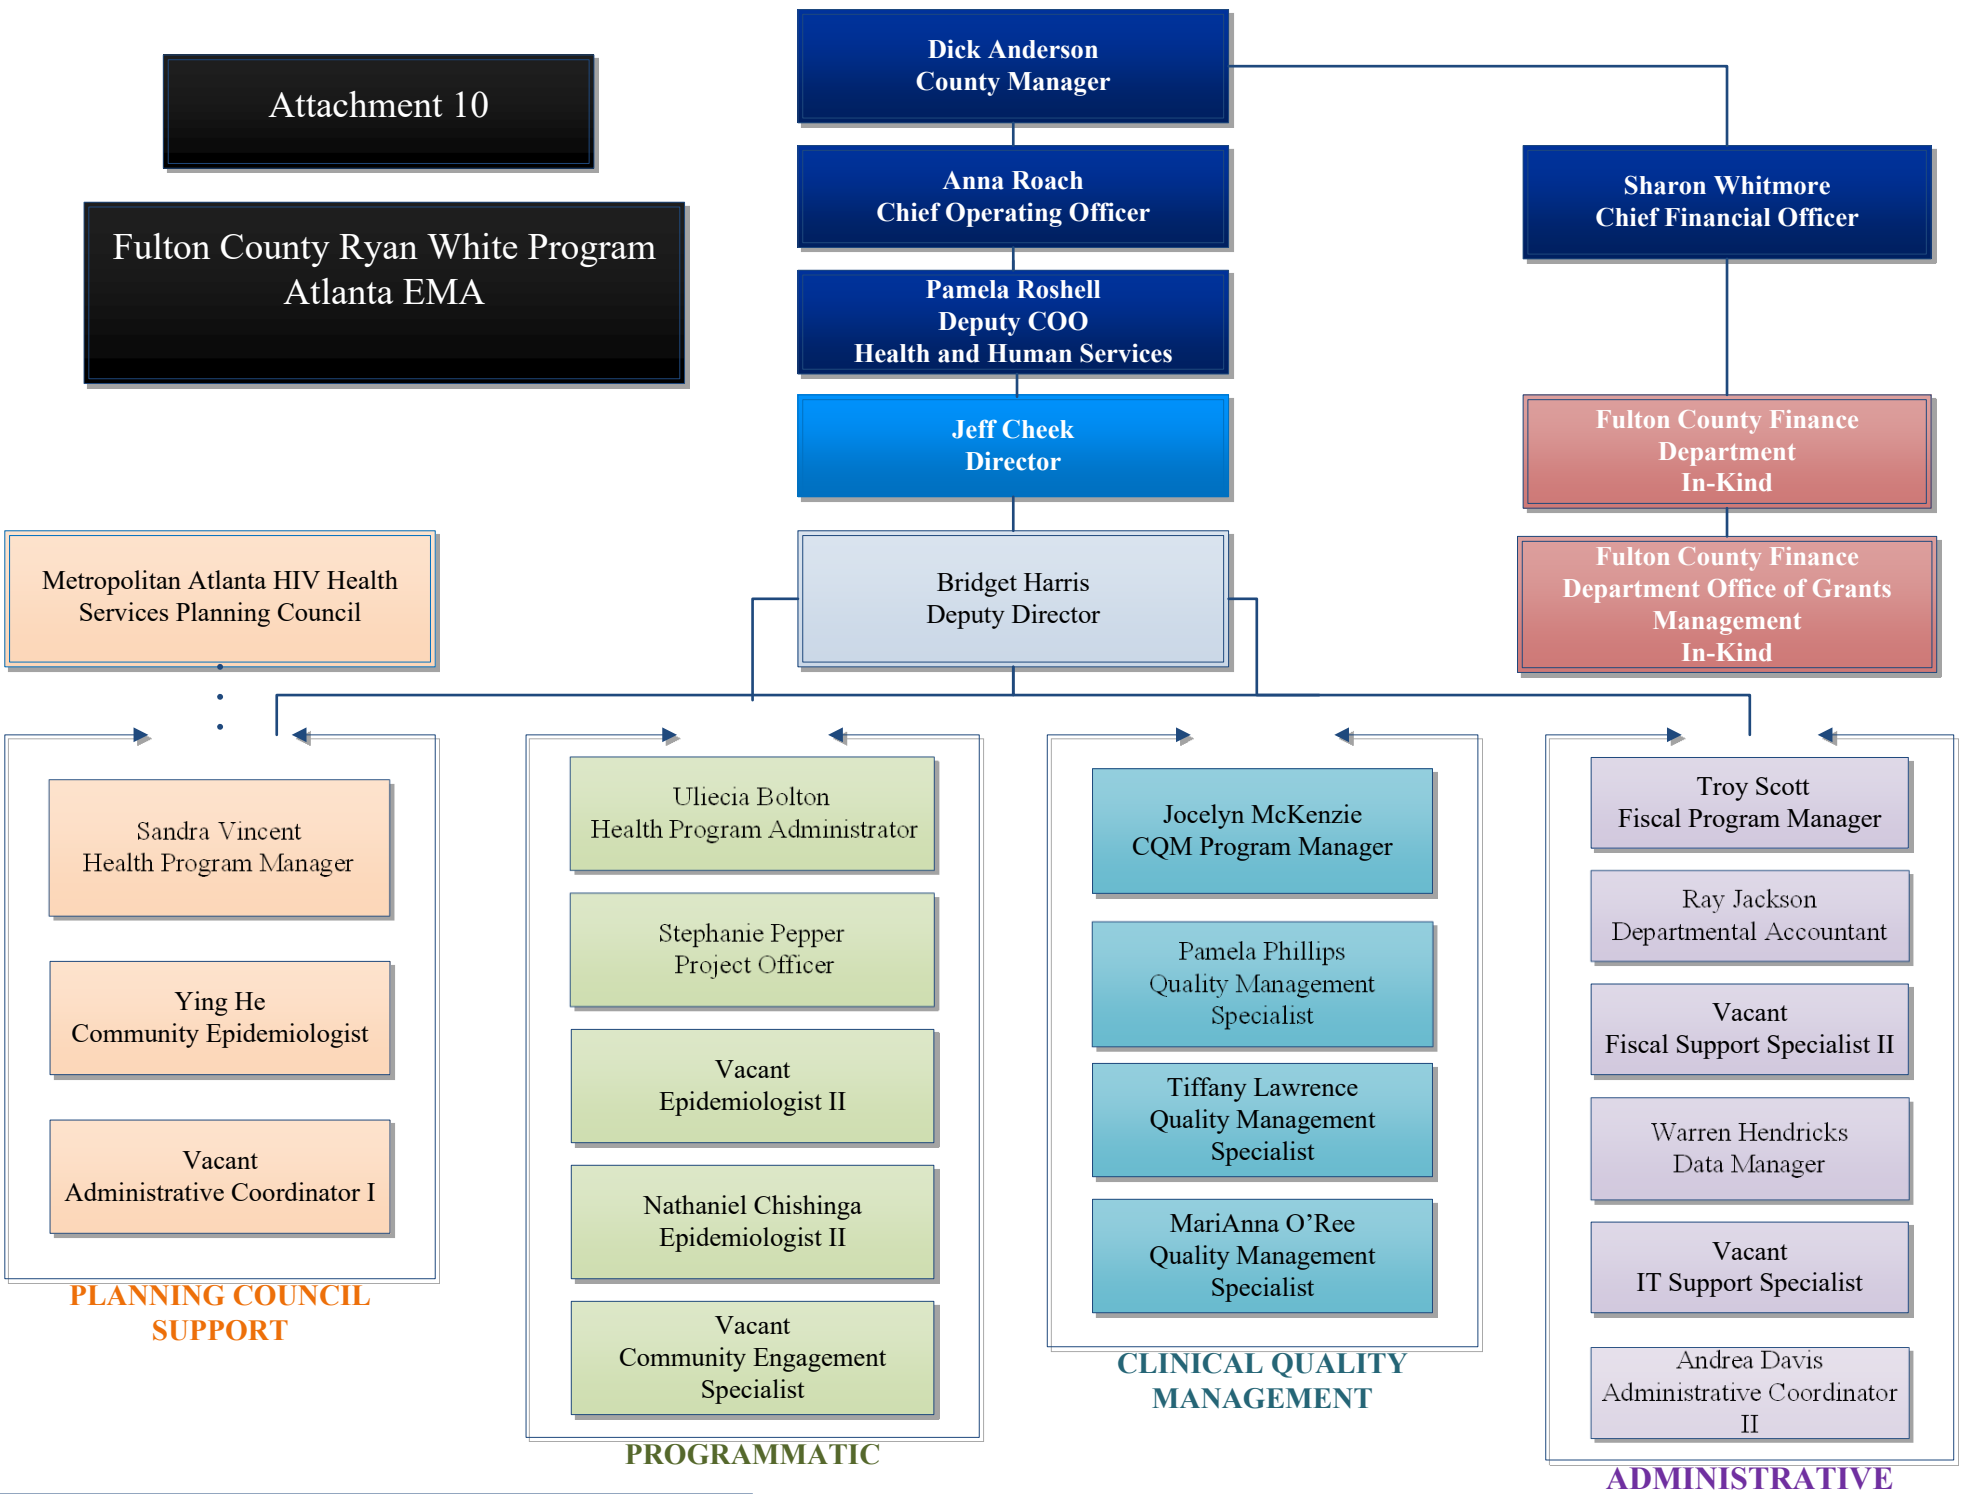 Attachment 10
Fulton County Ryan White Program
Atlanta EMA
Dick Anderson
County Manager
Anna Roach
Chief Operating Officer
Sharon Whitmore
Chief Financial Officer
Pamela Roshell
Deputy COO
Health and Human Services
Jeff Cheek
Director
Fulton County Finance
Department
In-Kind
Metropolitan Atlanta HIV Health
Services Planning Council
Bridget Harris
Deputy Director
Fulton County Finance
Department Office of Grants
Management
In-Kind
Sandra Vincent
Health Program Manager
Ying He
Community Epidemiologist
Vacant
Administrative Coordinator I
PLANNING COUNCIL
SUPPORT
Uliecia Bolton
Health Program Administrator
Stephanie Pepper
Project Officer
Vacant
Epidemiologist II
Nathaniel Chishinga
Epidemiologist II
Vacant
Community Engagement
Specialist
PROGRAMMATIC
Jocelyn McKenzie
CQM Program Manager
Pamela Phillips
Quality Management
Specialist
Tiffany Lawrence
Quality Management
Specialist
MariAnna O’Ree
Quality Management
Specialist
CLINICAL QUALITY
MANAGEMENT
Troy Scott
Fiscal Program Manager
Ray Jackson
Departmental Accountant
Vacant
Fiscal Support Specialist II
Warren Hendricks
Data Manager
Vacant
IT Support Specialist
Andrea Davis
Administrative Coordinator
II
ADMINISTRATIVE